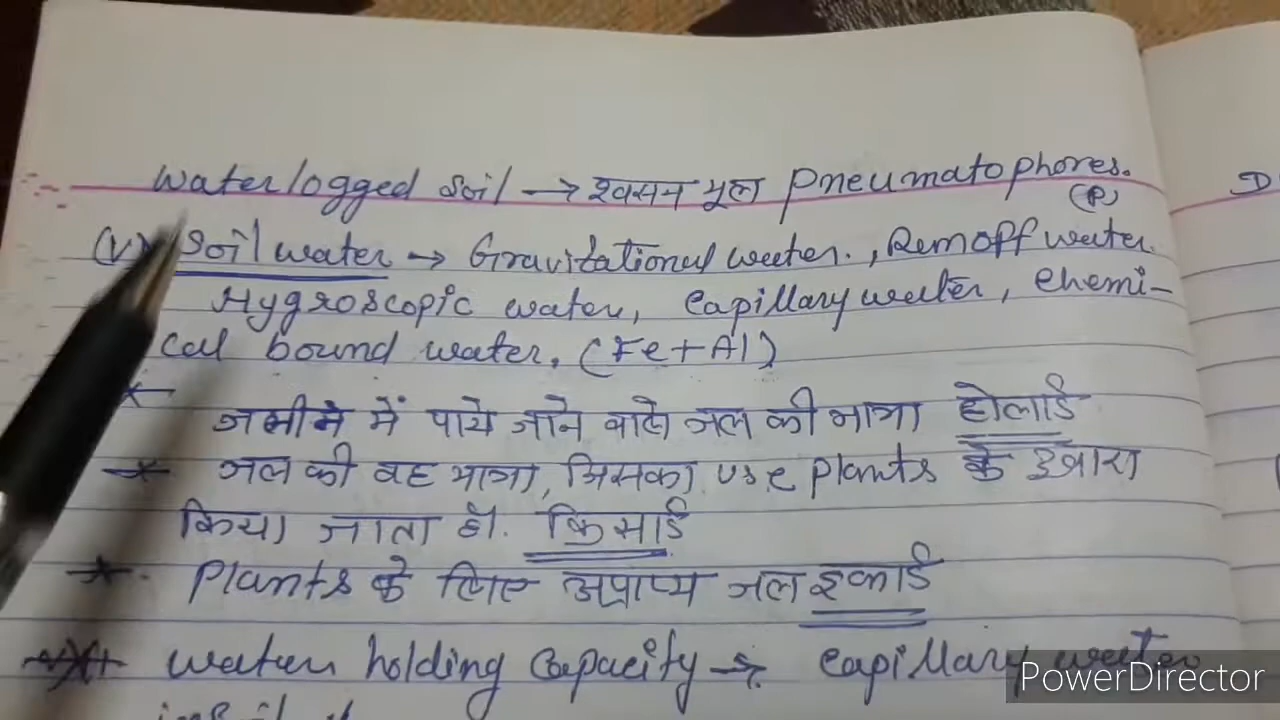 Waterlogged soil → श्वसन मूल Pneumatophores.
(P)
(V) Soil water → Gravitational water., Remoff water.
Hygroscopic water, Capillary water, Chemi-
cal bound water. (Fe+Al)
जमीन में पाये जाने वाले जल की मात्रा होलार्ड
* जल की वह मात्रा, जिसका use plants के द्वारा
किया जाता है. क्रिमार्ड
* Plants के लिए अप्राप्य जल इकार्ड
Water holding Capacity → Capillary water
PowerDirector